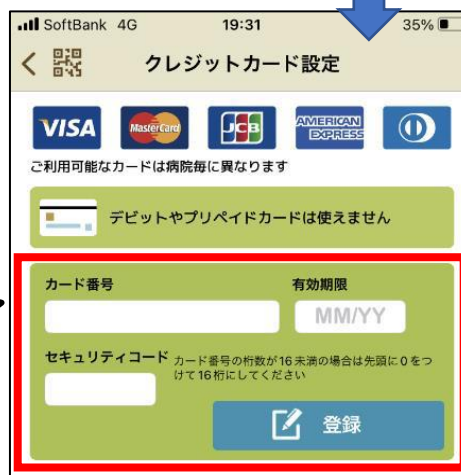 SoftBank 4G 19:31 35%
クレジットカード設定
VISA MasterCard JCB AMERICAN EXPRESS
ご利用可能なカードは病院毎に異なります
デビットやプリペイドカードは使えません
カード番号 有効期限
MM/YY
セキュリティコード カード番号の桁数が16未満の場合は先頭に0をつ
けて16桁にしてください
登録